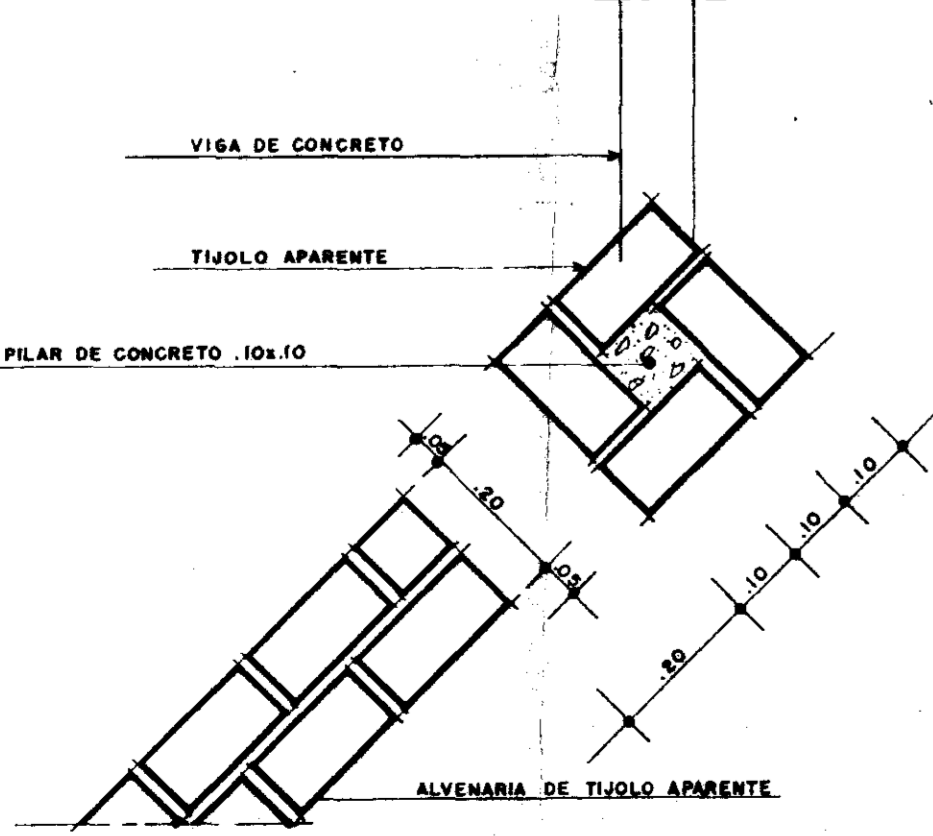 VIGA DE CONCRETO
TIJOLO APARENTE
PILAR DE CONCRETO .10x.10
.05
.20
.05
.10
.10
.10
.20
ALVENARIA DE TIJOLO APARENTE